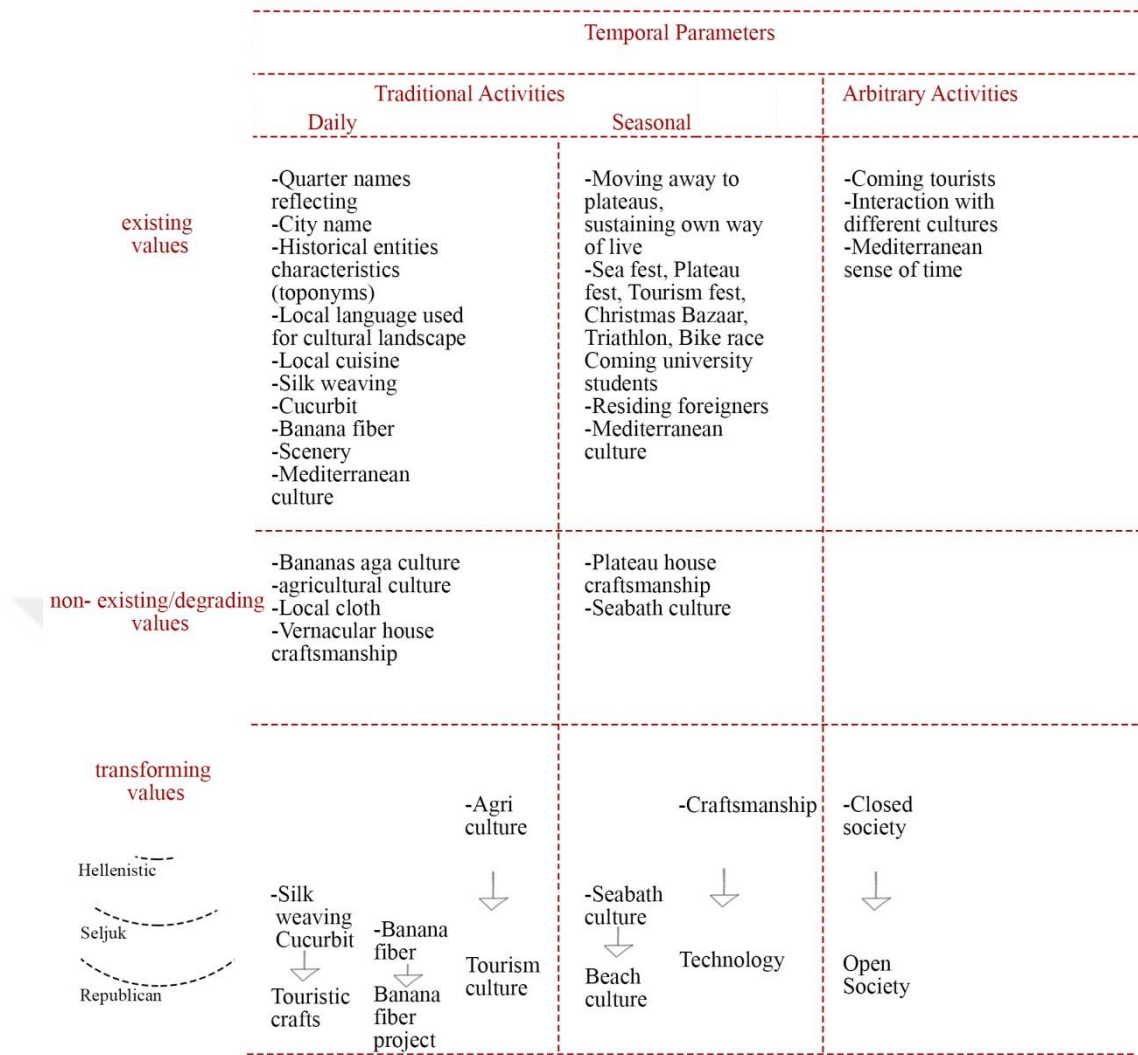 Temporal Parameters
Traditional Activities
Arbitrary Activities
Daily
Seasonal
existing
values
-Quarter names
reflecting
-City name
-Historical entities
characteristics
(toponyms)
-Local language used
for cultural landscape
-Local cuisine
-Silk weaving
-Cucurbit
-Banana fiber
-Scenery
-Mediterranean
culture
-Moving away to
plateaus,
sustaining own way
of live
-Sea fest, Plateau
fest, Tourism fest,
Christmas Bazaar,
Triathlon, Bike race
Coming university
students
-Residing foreigners
-Mediterranean
culture
-Coming tourists
-Interaction with
different cultures
-Mediterranean
sense of time
non- existing/degrading
values
-Bananas aga culture
-agricultural culture
-Local cloth
-Vernacular house
craftsmanship
-Plateau house
craftsmanship
-Seabath culture
transforming
values
Hellenistic
Seljuk
Republican
-Silk
weaving
Cucurbit
Touristic
crafts
-Banana
fiber
Banana
fiber
project
-Agri
culture
Tourism
culture
-Seabath
culture
Beach
culture
-Craftsmanship
Technology
-Closed
society
Open
Society